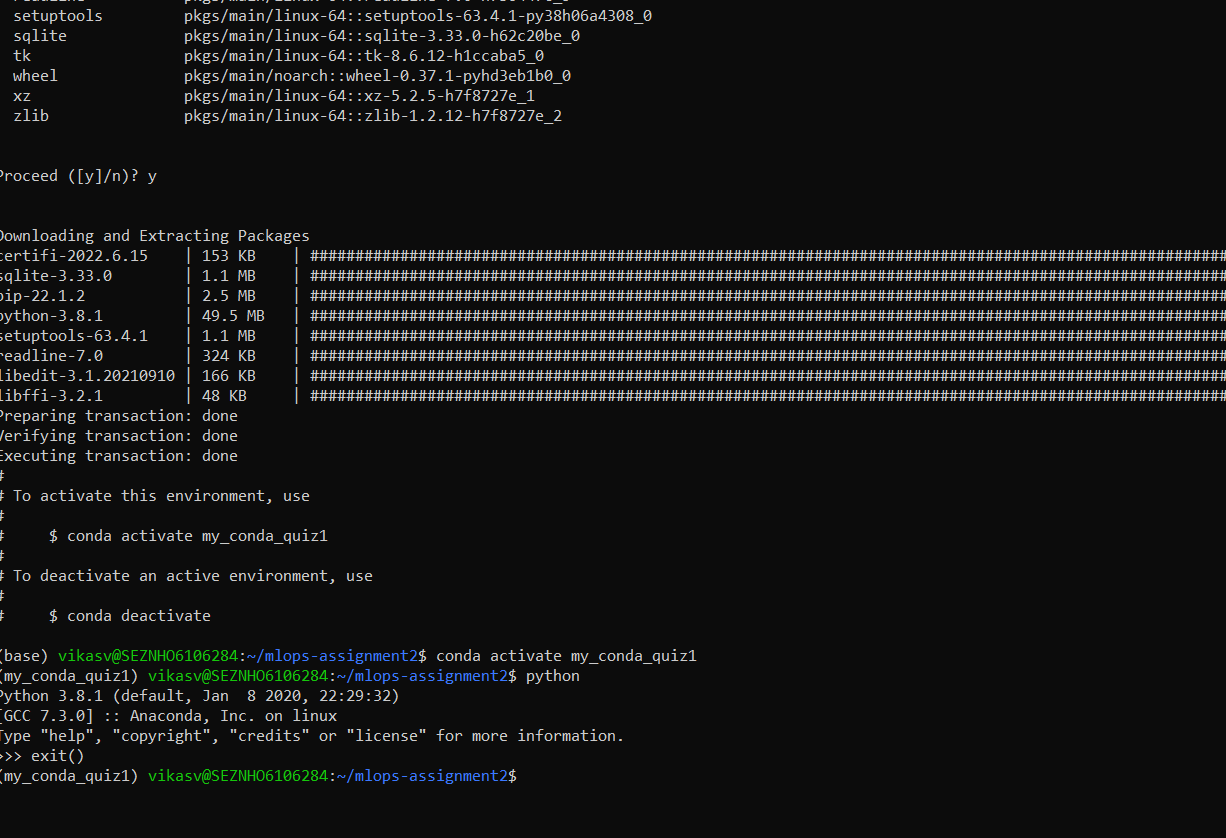 setuptools pkgs/main/linux-64::setuptools-63.4.1-py38h06a4308_0
sqlite pkgs/main/linux-64::sqlite-3.33.0-h62c20be_0
tk pkgs/main/linux-64::tk-8.6.12-h1ccaba5_0
wheel pkgs/main/noarch::wheel-0.37.1-pyhd3eb1b0_0
xz pkgs/main/linux-64::xz-5.2.5-h7f8727e_1
zlib pkgs/main/linux-64::zlib-1.2.12-h7f8727e_2
Proceed ([y]/n)? y
Downloading and Extracting Packages
certifi-2022.6.15 | 153 KB | #####################################################################################################
sqlite-3.33.0 | 1.1 MB | #####################################################################################################
pip-22.1.2 | 2.5 MB | #####################################################################################################
python-3.8.1 | 49.5 MB | #####################################################################################################
setuptools-63.4.1 | 1.1 MB | #####################################################################################################
readline-7.0 | 324 KB | #####################################################################################################
libedit-3.1.20210910 | 166 KB | #####################################################################################################
libffi-3.2.1 | 48 KB | #####################################################################################################
Preparing transaction: done
Verifying transaction: done
Executing transaction: done
#
# To activate this environment, use
#
# $ conda activate my_conda_quiz1
#
# To deactivate an active environment, use
#
# $ conda deactivate
(base) vikasv@SEZNHO6106284:~/mlops-assignment2$ conda activate my_conda_quiz1
(my_conda_quiz1) vikasv@SEZNHO6106284:~/mlops-assignment2$ python
Python 3.8.1 (default, Jan  8 2020, 22:29:32)
[GCC 7.3.0] :: Anaconda, Inc. on linux
Type "help", "copyright", "credits" or "license" for more information.
>>> exit()
(my_conda_quiz1) vikasv@SEZNHO6106284:~/mlops-assignment2$